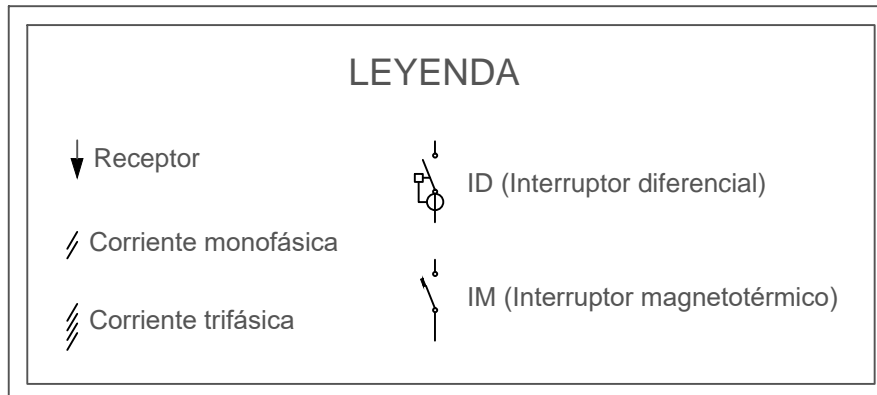 LEYENDA
Receptor
Corriente monofásica
Corriente trifásica
ID (Interruptor diferencial)
IM (Interruptor magnetotérmico)